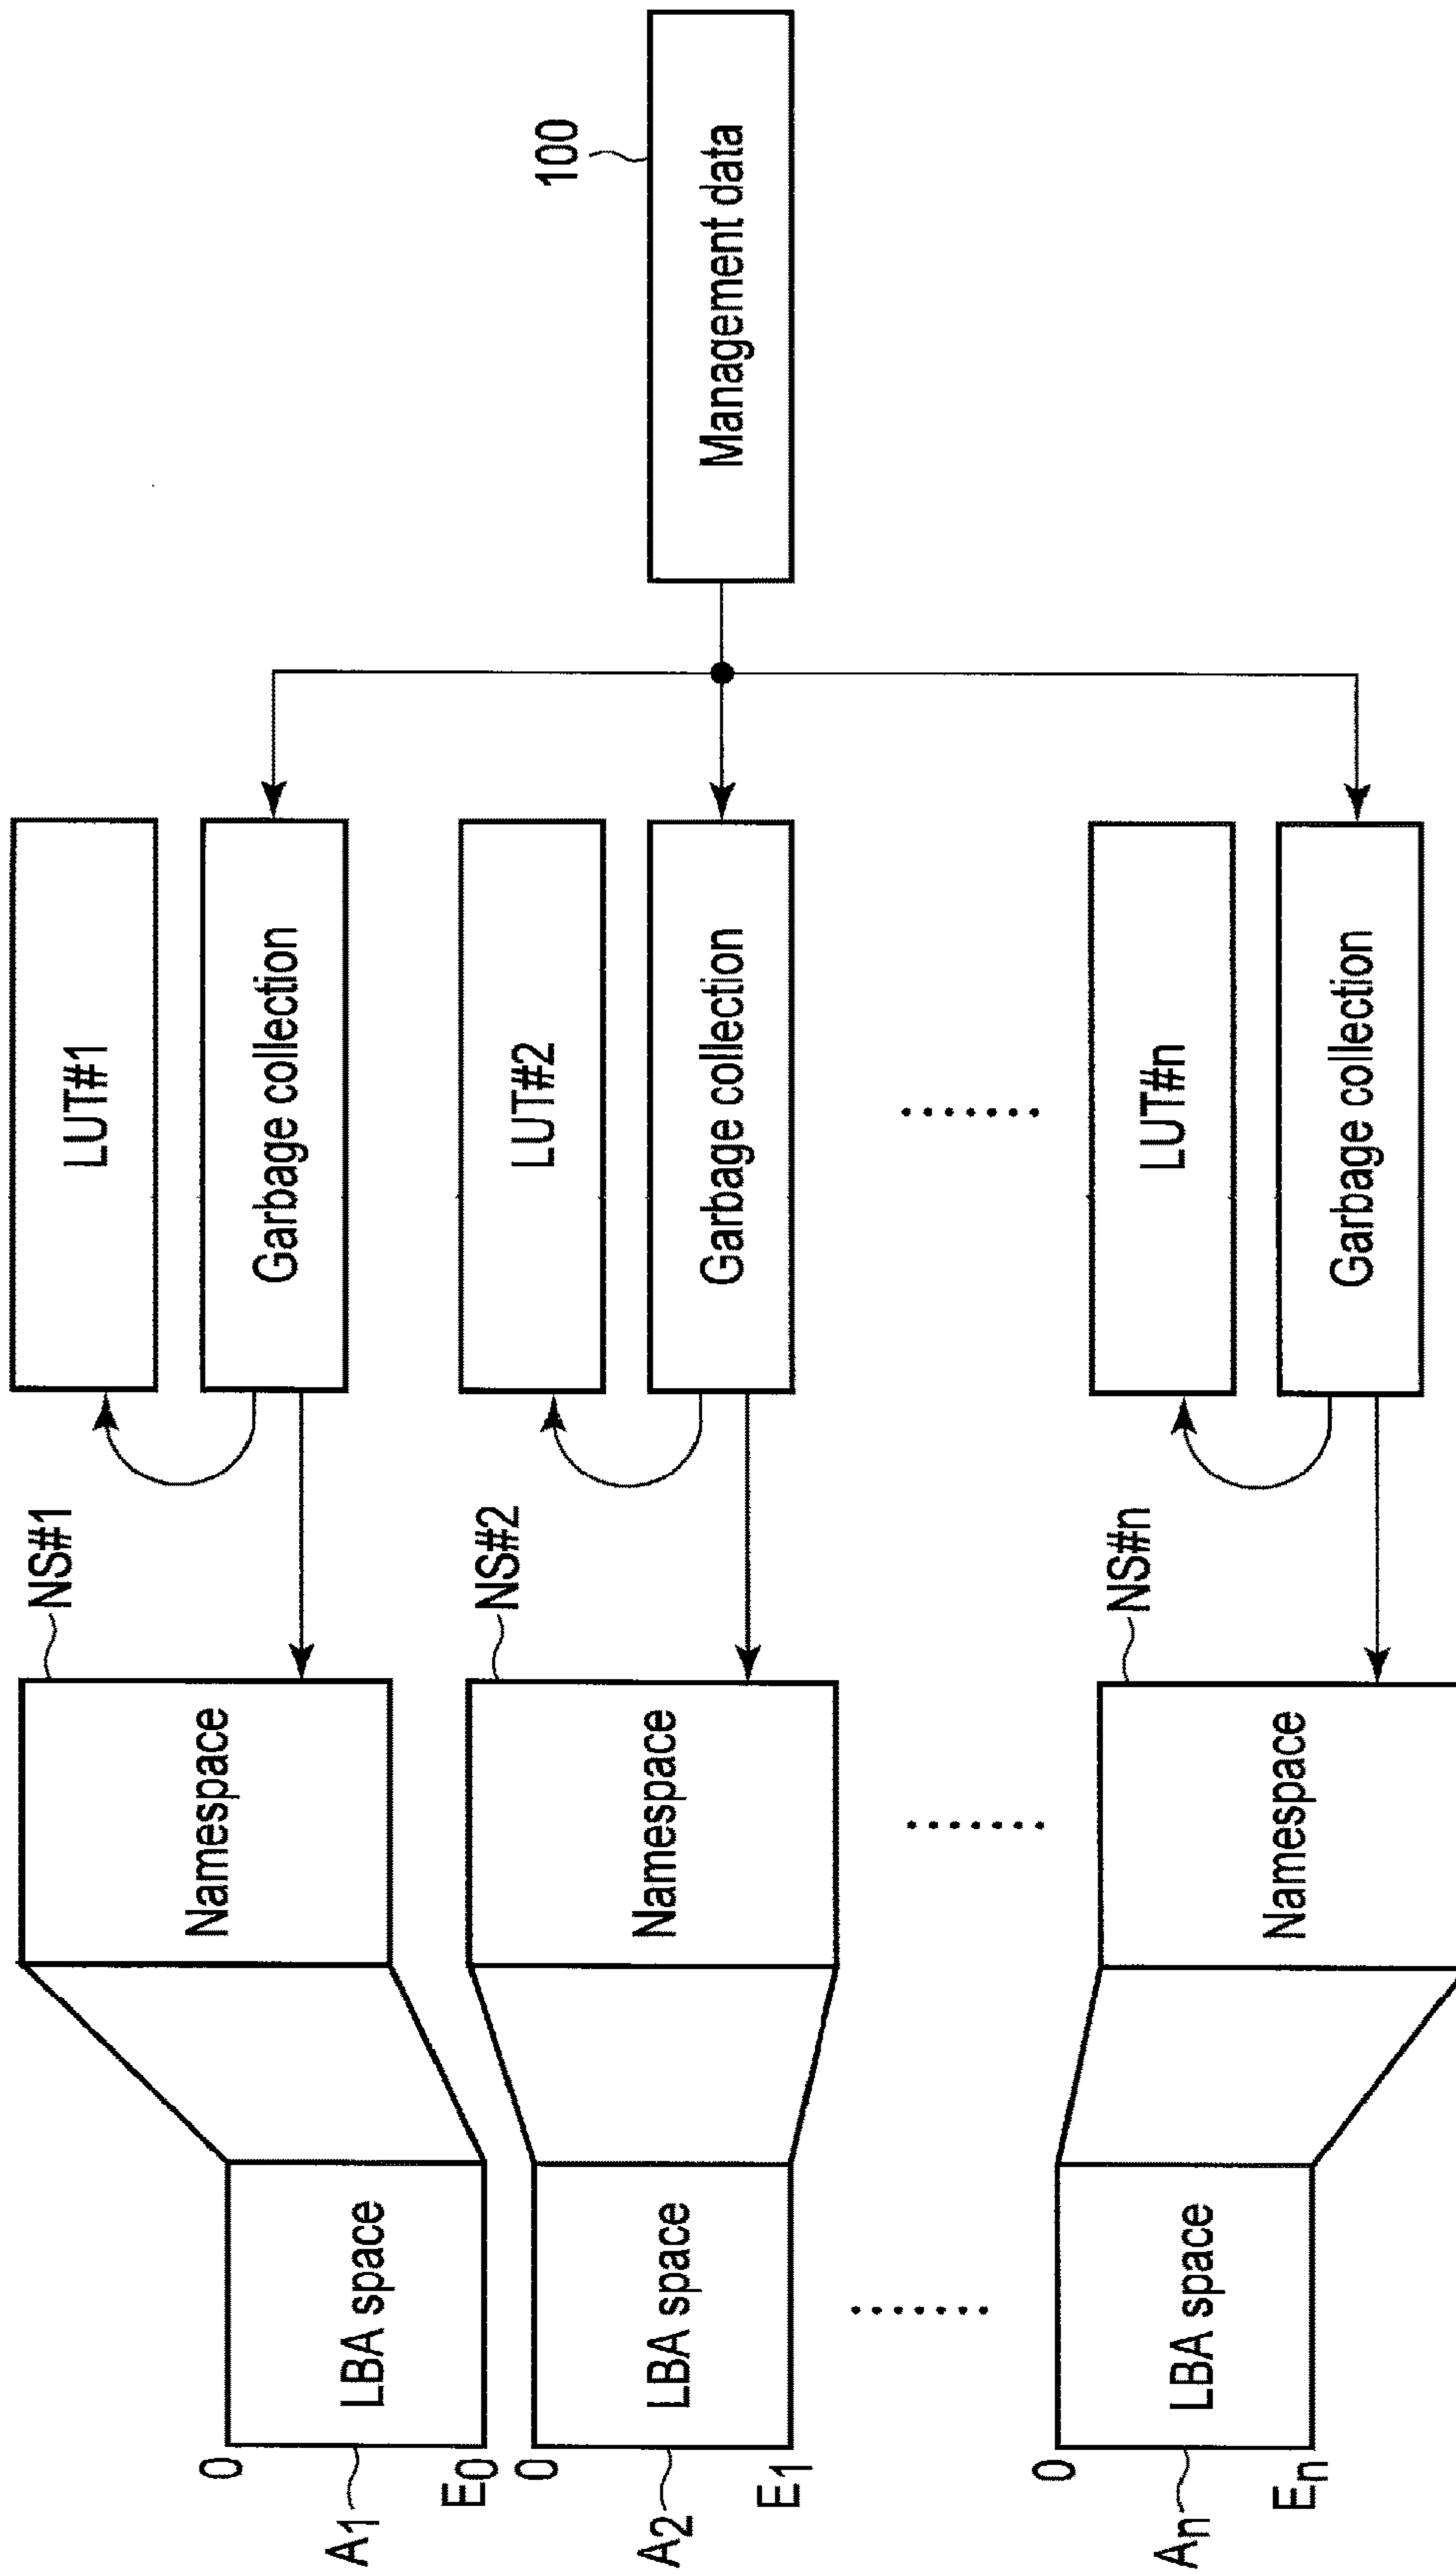 0
A1
LBA space
E0
Namespace
NS#1
LUT#1
Garbage collection
0
A2
LBA space
E1
Namespace
NS#2
LUT#2
Garbage collection
100
Management data
0
An
LBA space
En
Namespace
NS#n
LUT#n
Garbage collection